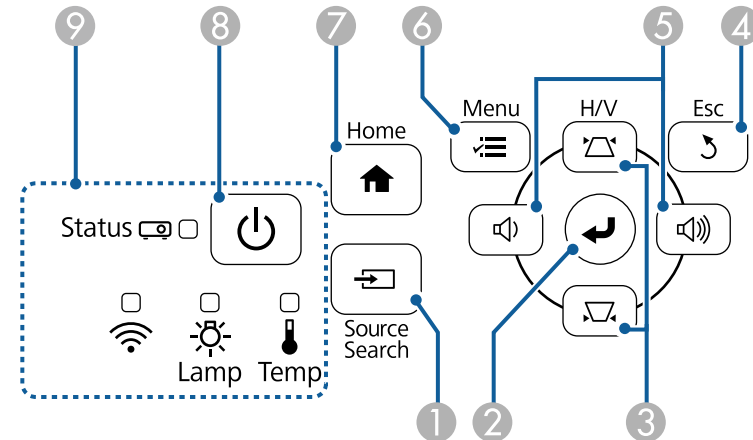 9 8 7 6 5 4
Menu H/V Esc
Home
Status
Source
Search
Lamp Temp
1 2 3